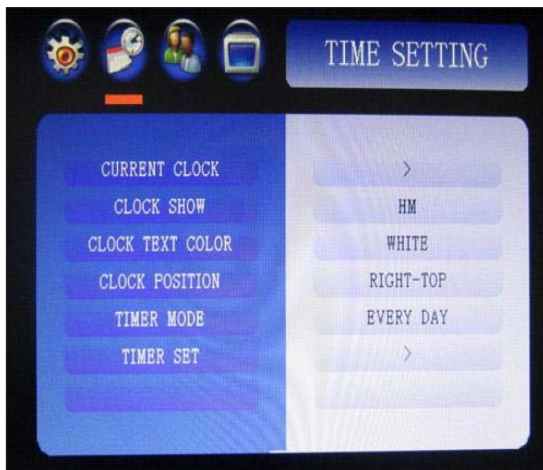 TIME SETTING
CURRENT CLOCK >
CLOCK SHOW HM
CLOCK TEXT COLOR WHITE
CLOCK POSITION RIGHT-TOP
TIMER MODE EVERY DAY
TIMER SET >